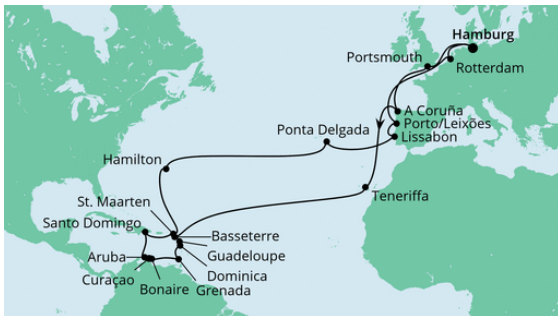 Hamburg
Portsmouth
Rotterdam
A Coruña
Porto/Leixões
Lissabon
Ponta Delgada
Hamilton
Teneriffa
St. Maarten
Santo Domingo
Basseterre
Guadeloupe
Aruba
Dominica
Curaçao
Bonaire
Grenada